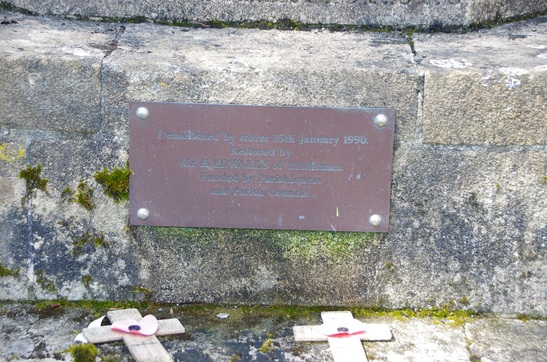 Demolished by storm 25th January 1990.
Restored by
Mr. EDWARDS of
Funded by Parishioners
and Parish Council